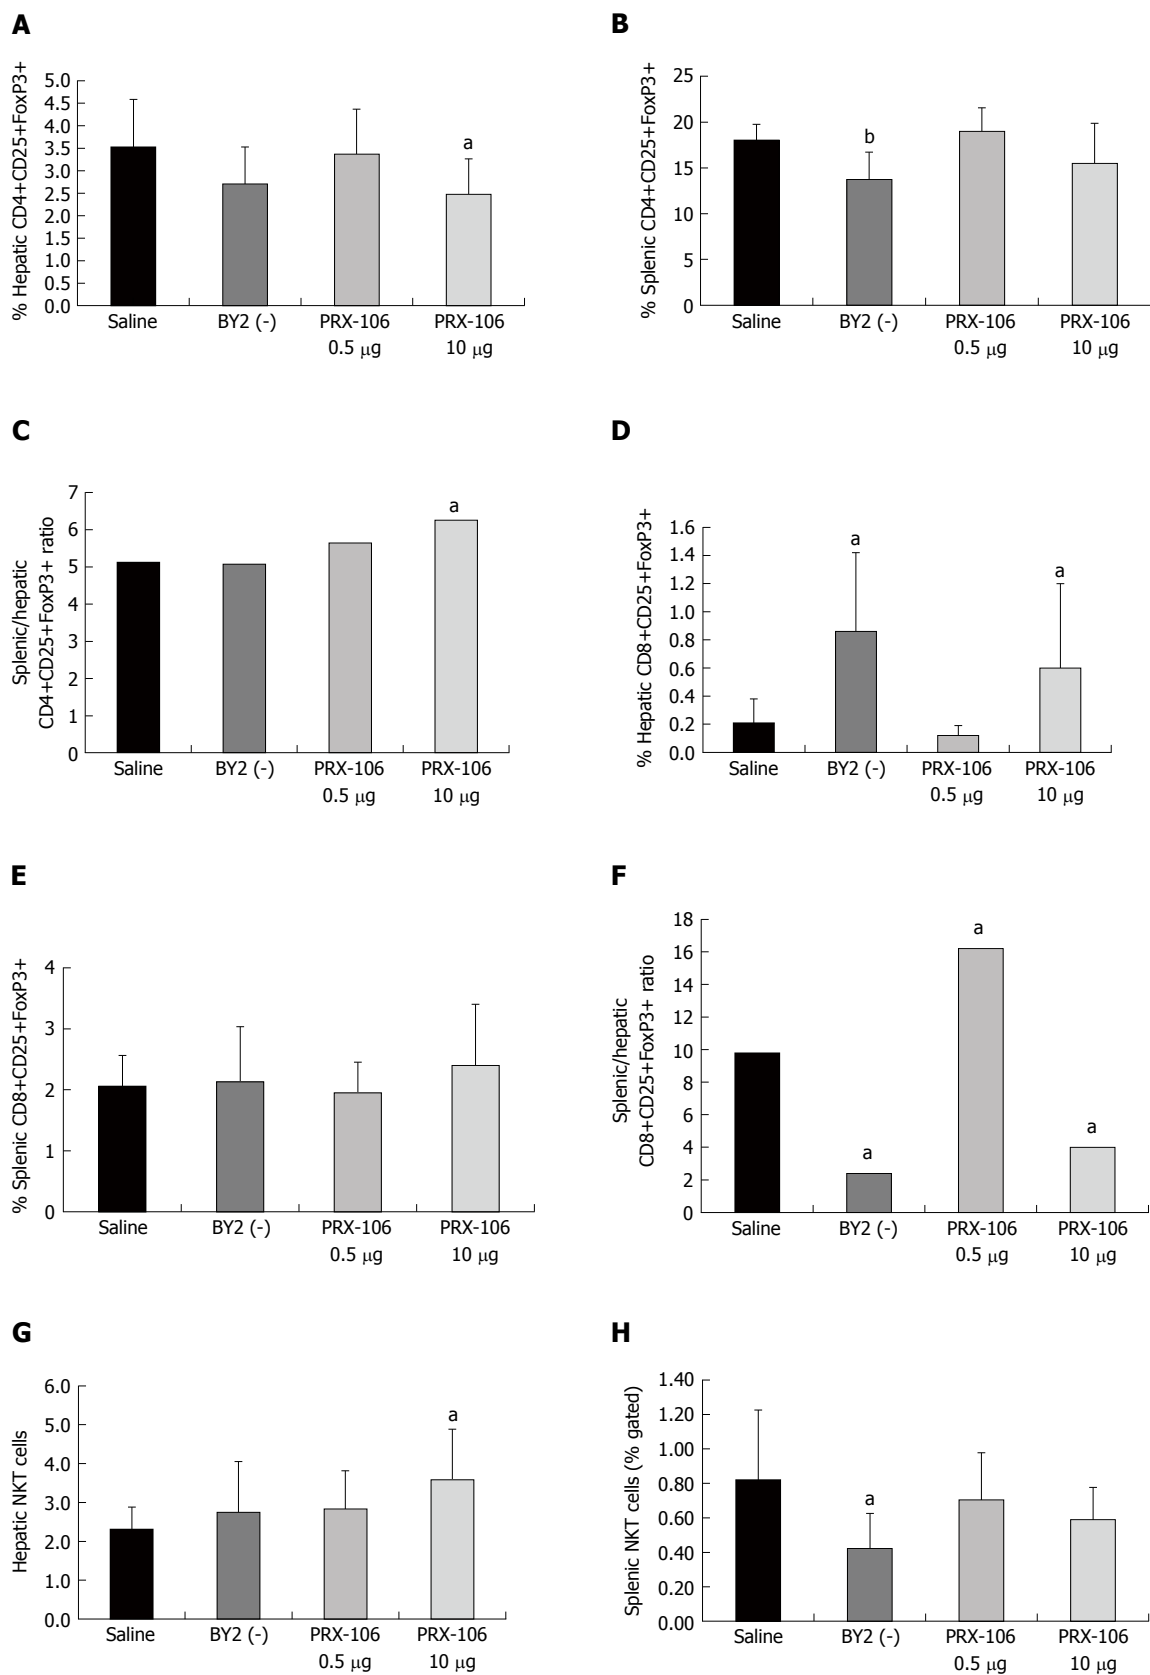 A
% Hepatic CD4+CD25+FoxP3+
5.0
4.5
4.0
3.5
3.0
2.5
2.0
1.5
1.0
0.5
0.0
a
Saline
BY2 (-)
PRX-106
0.5 μg
PRX-106
10 μg
B
% Splenic CD4+CD25+FoxP3+
25
20
15
10
5
0
b
Saline
BY2 (-)
PRX-106
0.5 μg
PRX-106
10 μg
C
Splenic/hepatic
CD4+CD25+FoxP3+ ratio
7
6
5
4
3
2
1
0
a
Saline
BY2 (-)
PRX-106
0.5 μg
PRX-106
10 μg
D
% Hepatic CD8+CD25+FoxP3+
1.6
1.4
1.2
1.0
0.8
0.6
0.4
0.2
0.0
a
a
Saline
BY2 (-)
PRX-106
0.5 μg
PRX-106
10 μg
E
% Splenic CD8+CD25+FoxP3+
4
3
2
1
0
Saline
BY2 (-)
PRX-106
0.5 μg
PRX-106
10 μg
F
Splenic/hepatic
CD8+CD25+FoxP3+ ratio
18
16
14
12
10
8
6
4
2
0
a
a
a
Saline
BY2 (-)
PRX-106
0.5 μg
PRX-106
10 μg
G
Hepatic NKT cells
6.0
5.0
4.0
3.0
2.0
1.0
0.0
a
Saline
BY2 (-)
PRX-106
0.5 μg
PRX-106
10 μg
H
Splenic NKT cells (% gated)
1.40
1.20
1.00
0.80
0.60
0.40
0.20
0.00
a
Saline
BY2 (-)
PRX-106
0.5 μg
PRX-106
10 μg